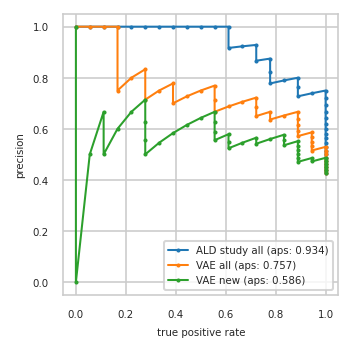 1.0
0.8
0.6
0.4
0.2
0.0
precision
0.0 0.2 0.4 0.6 0.8 1.0
true positive rate
ALD study all (aps: 0.934)
VAE all (aps: 0.757)
VAE new (aps: 0.586)